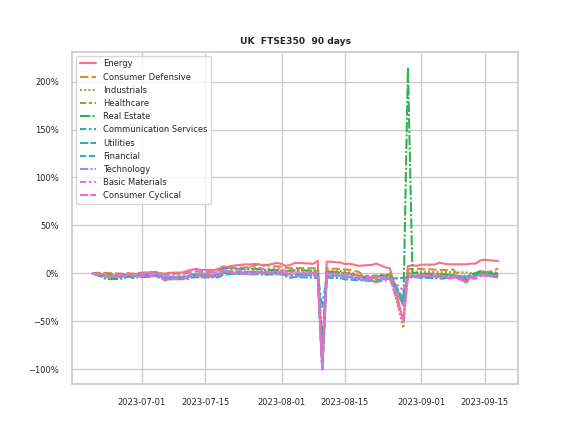 UK FTSE350 90 days
Energy
Consumer Defensive
Industrials
Healthcare
Real Estate
Communication Services
Utilities
Financial
Technology
Basic Materials
Consumer Cyclical
200%
150%
100%
50%
0%
−50%
−100%
2023-07-01 2023-07-15 2023-08-01 2023-08-15 2023-09-01 2023-09-15